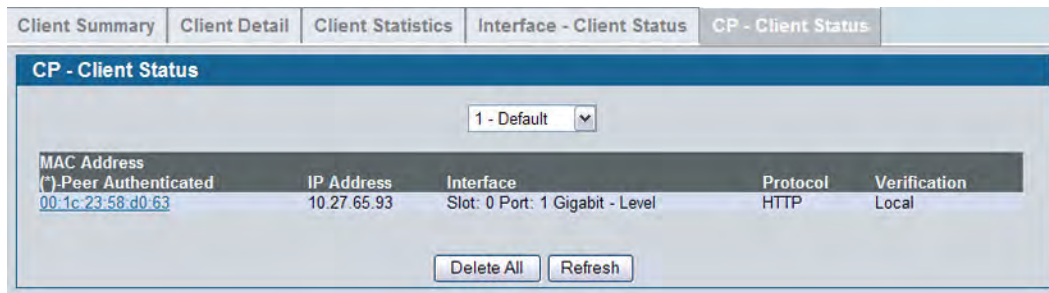 Client Summary Client Detail Client Statistics Interface - Client Status CP - Client Status
CP - Client Status
1 - Default
MAC Address
(*)-Peer Authenticated IP Address Interface Protocol Verification
00:1c:23:58:d0:63 10.27.65.93 Slot: 0 Port: 1 Gigabit - Level HTTP Local
Delete All Refresh